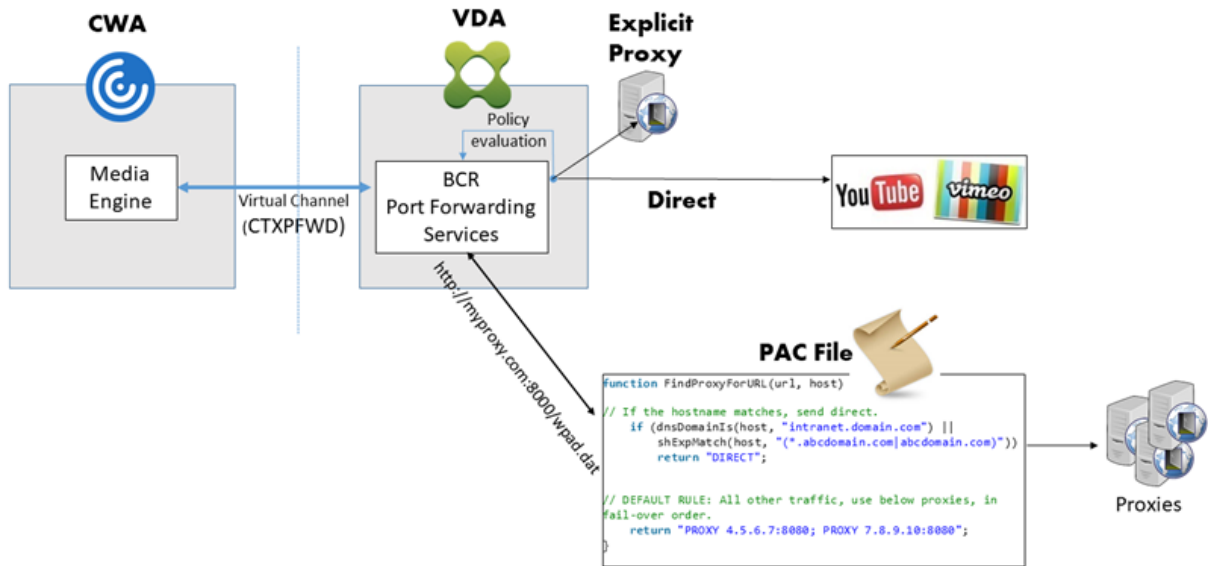 CWA
VDA
Explicit
Proxy
Policy
evaluation
Media
Engine
Virtual Channel
(CTXPFWD)
BCR
Port Forwarding
Services
Direct
You Tube
vimeo
http://myproxy.com:8000/wpad.dat
PAC File
function FindProxyForURL(url, host)
// If the hostname matches, send direct.
if (dnsDomainIs(host, "intranet.domain.com") ||
shExpMatch(host, "(*.abcdomain.com|abcdomain.com)"))
return "DIRECT";
// DEFAULT RULE: All other traffic, use below proxies, in
fail-over order.
return "PROXY 4.5.6.7:8080; PROXY 7.8.9.10:8080";
}
Proxies